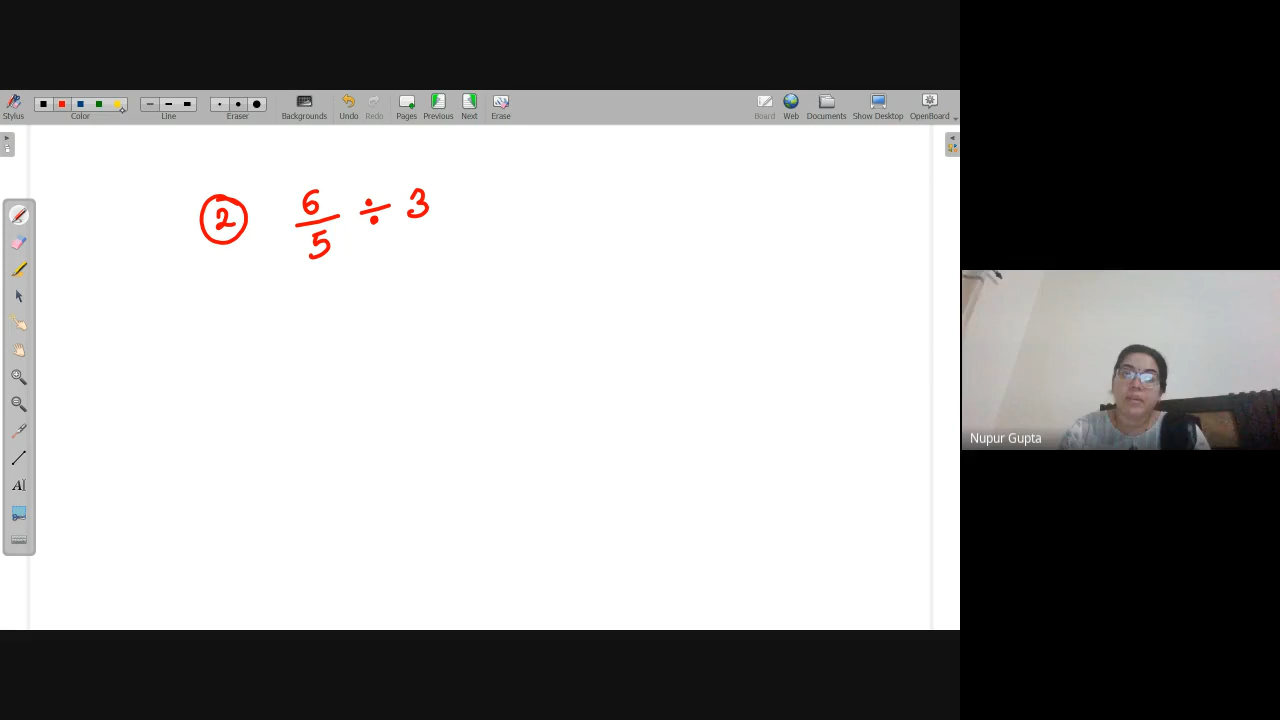 Stylus Color Line Eraser Backgrounds Undo Redo Pages Previous Next Erase Board Web Documents Show Desktop OpenBoard
② 6/5 ÷ 3
AI
Nupur Gupta